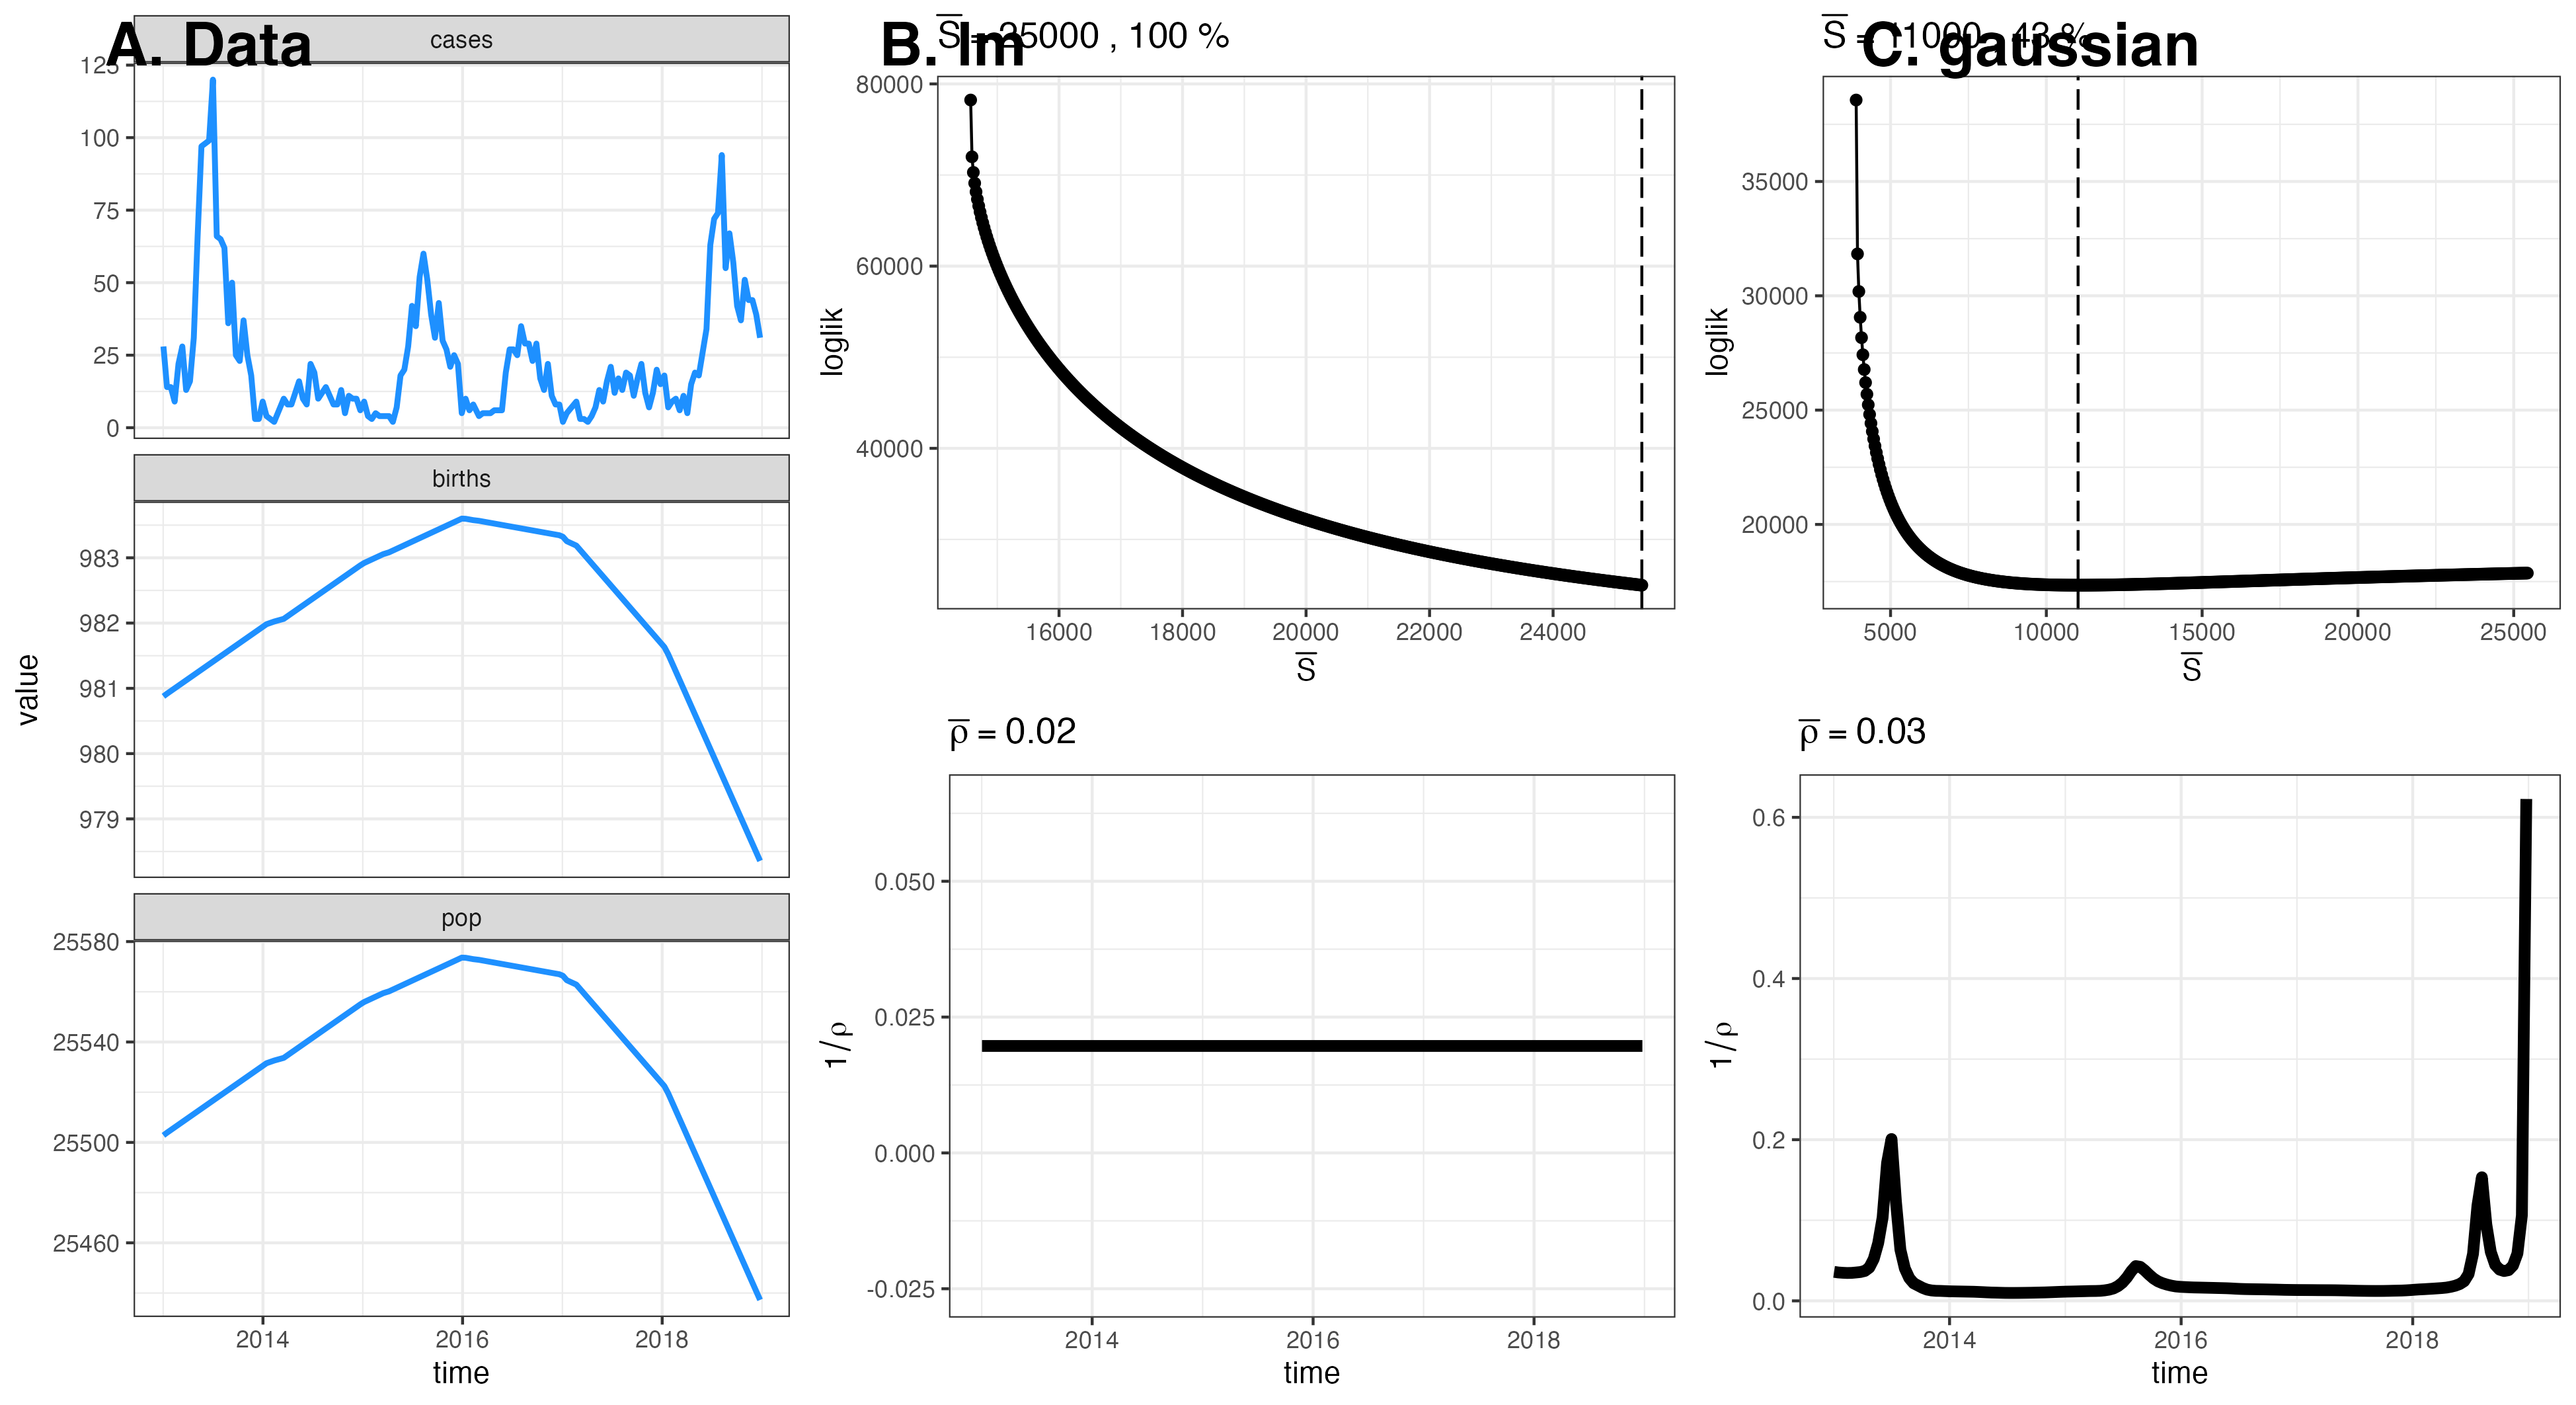 A. Data
cases
125
100
75
50
25
0
births
983
982
981
980
979
pop
25580
25540
25500
25460
value
2014
2016
2018
time
B. lm
S̅ = 25000 , 100 %
80000
60000
40000
loglik
16000
18000
20000
22000
24000
S̅
ρ̅ = 0.02
0.050
0.025
0.000
-0.025
1/ρ
2014
2016
2018
time
C. gaussian
S̅ = 11000 , 43 %
35000
30000
25000
20000
loglik
5000
10000
15000
20000
25000
S̅
ρ̅ = 0.03
0.6
0.4
0.2
0.0
1/ρ
2014
2016
2018
time